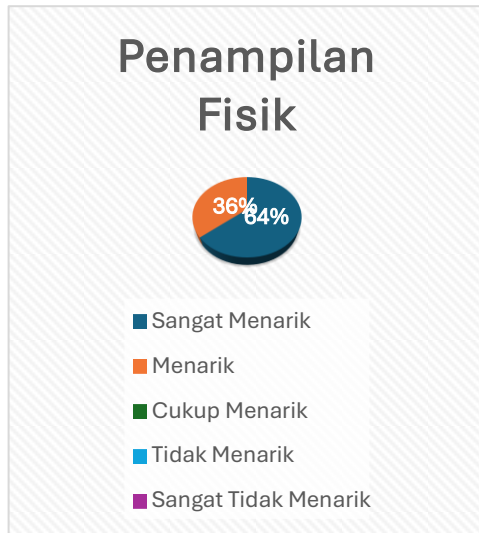 Penampilan
Fisik
36%
64%
Sangat Menarik
Menarik
Cukup Menarik
Tidak Menarik
Sangat Tidak Menarik